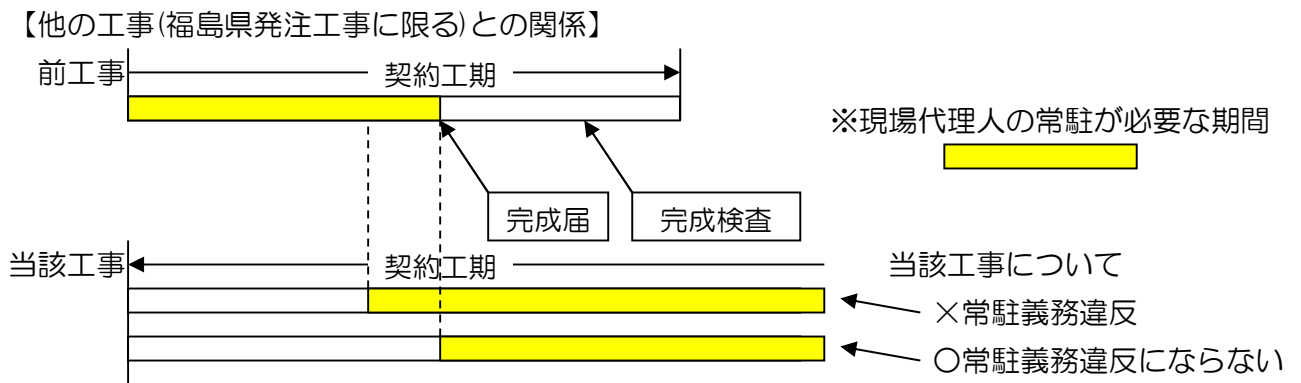 【他の工事(福島県発注工事に限る)との関係】
前工事
契約工期
※現場代理人の常駐が必要な期間
完成届
完成検査
当該工事
契約工期
当該工事について
×常駐義務違反
○常駐義務違反にならない